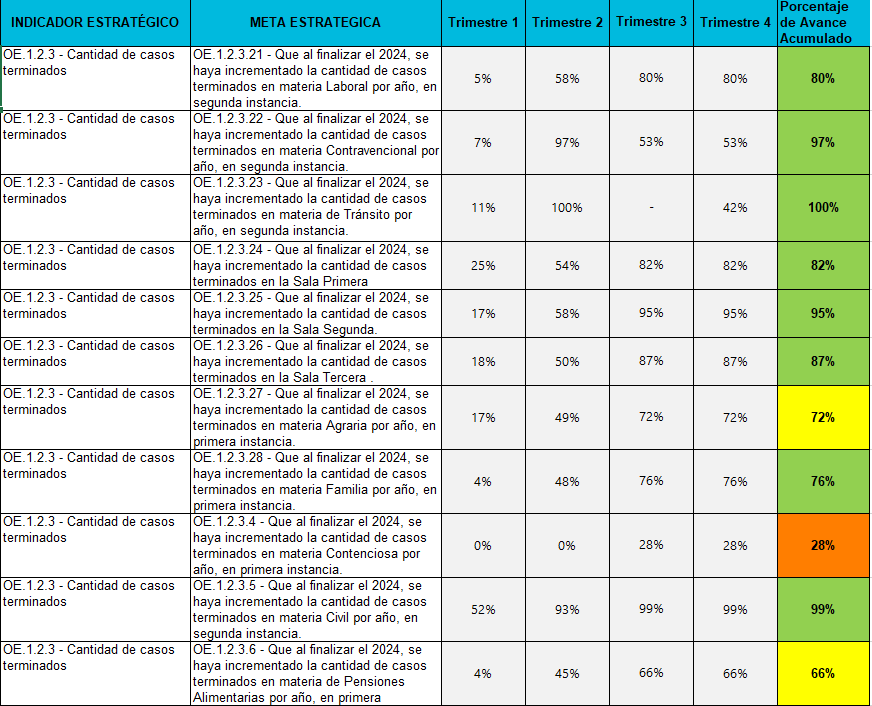 INDICADOR ESTRATÉGICO
META ESTRATEGICA
Trimestre 1
Trimestre 2
Trimestre 3
Trimestre 4
Porcentaje
de Avance
Acumulado
OE.1.2.3 - Cantidad de casos
terminados
OE.1.2.3.21 - Que al finalizar el 2024, se
haya incrementado la cantidad de casos
terminados en materia Laboral por año, en
segunda instancia.
5%
58%
80%
80%
80%
OE.1.2.3 - Cantidad de casos
terminados
OE.1.2.3.22 - Que al finalizar el 2024, se
haya incrementado la cantidad de casos
terminados en materia Contravencional por
año, en segunda instancia.
7%
97%
53%
53%
97%
OE.1.2.3 - Cantidad de casos
terminados
OE.1.2.3.23 - Que al finalizar el 2024, se
haya incrementado la cantidad de casos
terminados en materia de Tránsito por
año, en segunda instancia.
11%
100%
-
42%
100%
OE.1.2.3 - Cantidad de casos
terminados
OE.1.2.3.24 - Que al finalizar el 2024, se
haya incrementado la cantidad de casos
terminados en la Sala Primera
25%
54%
82%
82%
82%
OE.1.2.3 - Cantidad de casos
terminados
OE.1.2.3.25 - Que al finalizar el 2024, se
haya incrementado la cantidad de casos
terminados en la Sala Segunda.
17%
58%
95%
95%
95%
OE.1.2.3 - Cantidad de casos
terminados
OE.1.2.3.26 - Que al finalizar el 2024, se
haya incrementado la cantidad de casos
terminados en la Sala Tercera .
18%
50%
87%
87%
87%
OE.1.2.3 - Cantidad de casos
terminados
OE.1.2.3.27 - Que al finalizar el 2024, se
haya incrementado la cantidad de casos
terminados en materia Agraria por año, en
primera instancia.
17%
49%
72%
72%
72%
OE.1.2.3 - Cantidad de casos
terminados
OE.1.2.3.28 - Que al finalizar el 2024, se
haya incrementado la cantidad de casos
terminados en materia Familia por año, en
primera instancia.
4%
48%
76%
76%
76%
OE.1.2.3 - Cantidad de casos
terminados
OE.1.2.3.4 - Que al finalizar el 2024, se
haya incrementado la cantidad de casos
terminados en materia Contenciosa por
año, en primera instancia.
0%
0%
28%
28%
28%
OE.1.2.3 - Cantidad de casos
terminados
OE.1.2.3.5 - Que al finalizar el 2024, se
haya incrementado la cantidad de casos
terminados en materia Civil por año, en
segunda instancia.
52%
93%
99%
99%
99%
OE.1.2.3 - Cantidad de casos
terminados
OE.1.2.3.6 - Que al finalizar el 2024, se
haya incrementado la cantidad de casos
terminados en materia de Pensiones
Alimentarias por año, en primera
4%
45%
66%
66%
66%